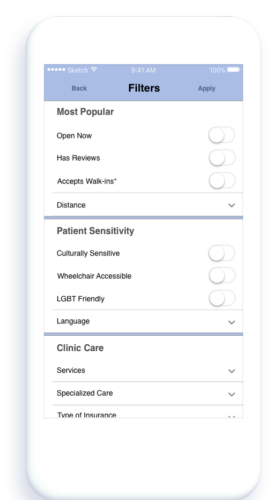 Sketch 9:41 AM 100%
Back Filters Apply
Most Popular
Open Now
Has Reviews
Accepts Walk-ins*
Distance
Patient Sensitivity
Culturally Sensitive
Wheelchair Accessible
LGBT Friendly
Language
Clinic Care
Services
Specialized Care
Type of Insurance